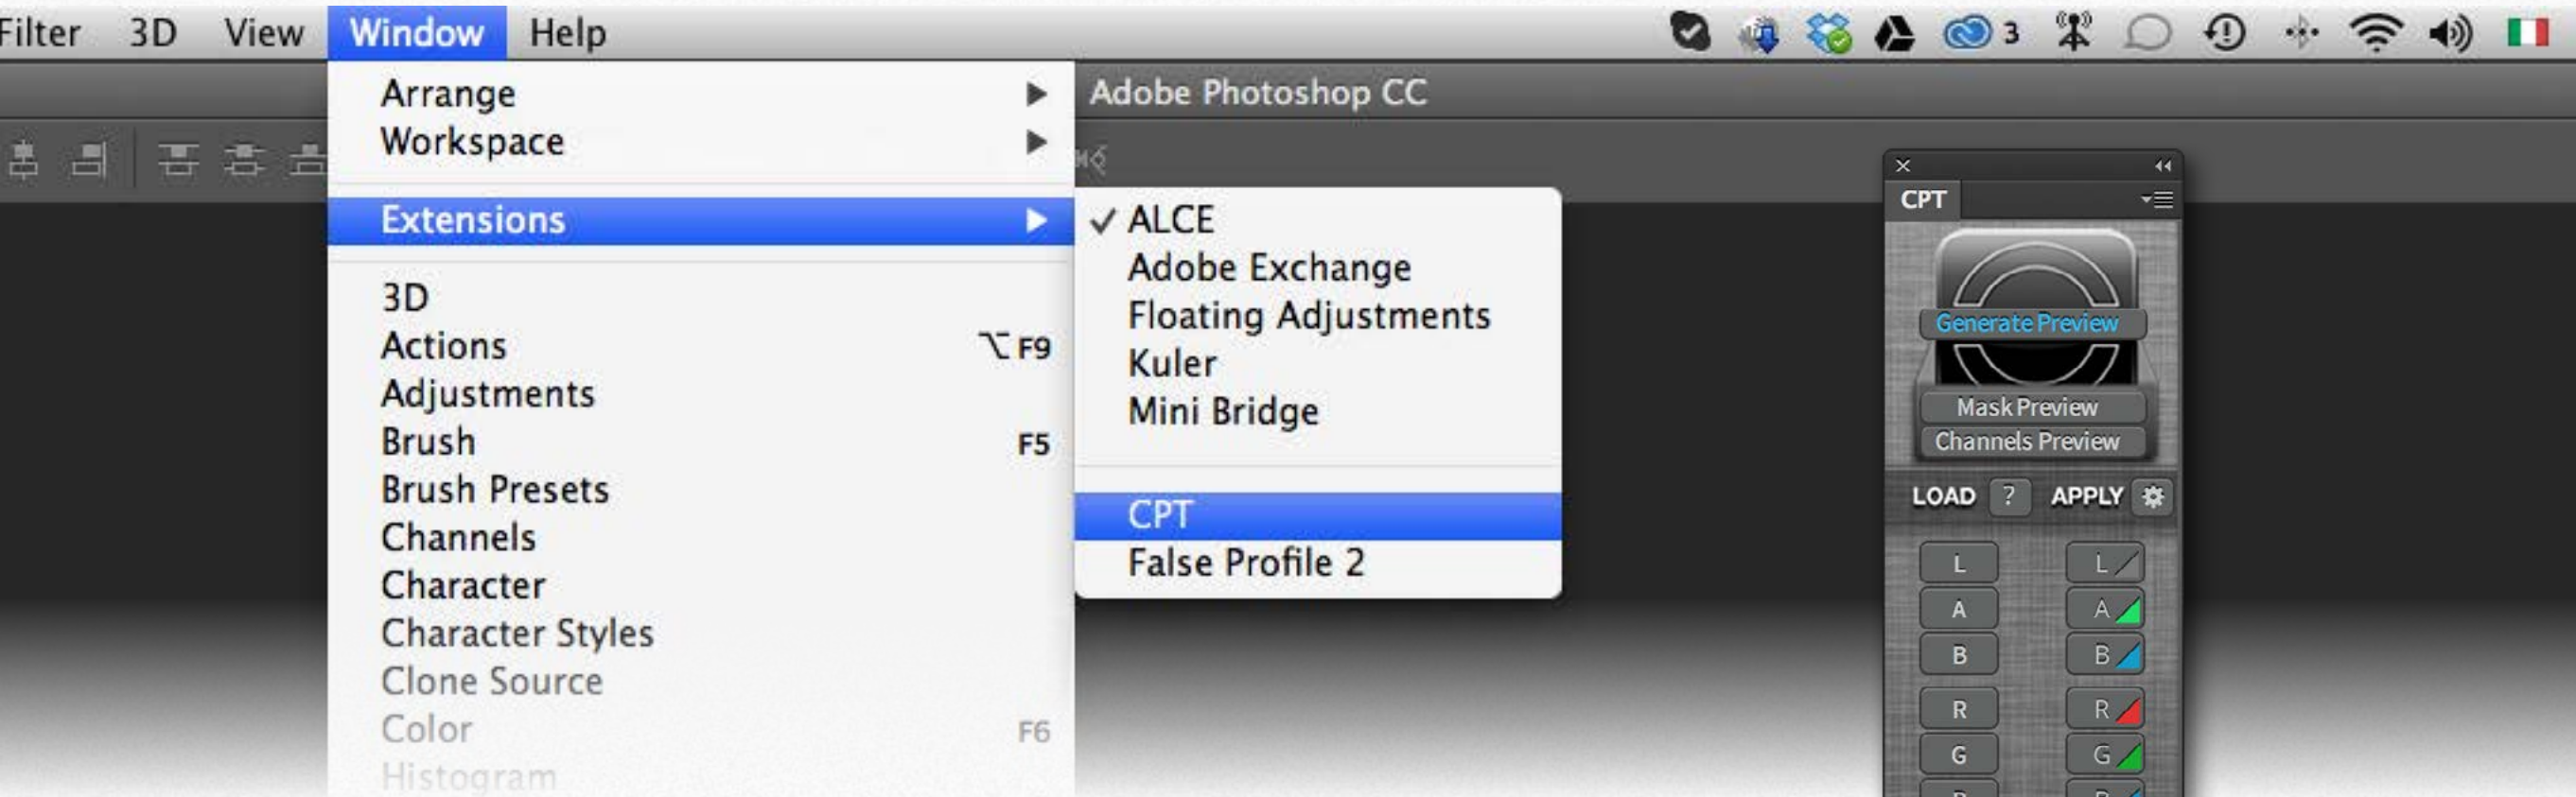 Filter 3D View Window Help 3
Adobe Photoshop CC
Arrange
Workspace
Extensions
3D
Actions ⌥F9
Adjustments
Brush F5
Brush Presets
Channels
Character
Character Styles
Clone Source
Color F6
Histogram
ALCE
Adobe Exchange
Floating Adjustments
Kuler
Mini Bridge
CPT
False Profile 2
CPT
Generate Preview
Mask Preview
Channels Preview
LOAD ? APPLY
L L
A A
B B
R R
G G